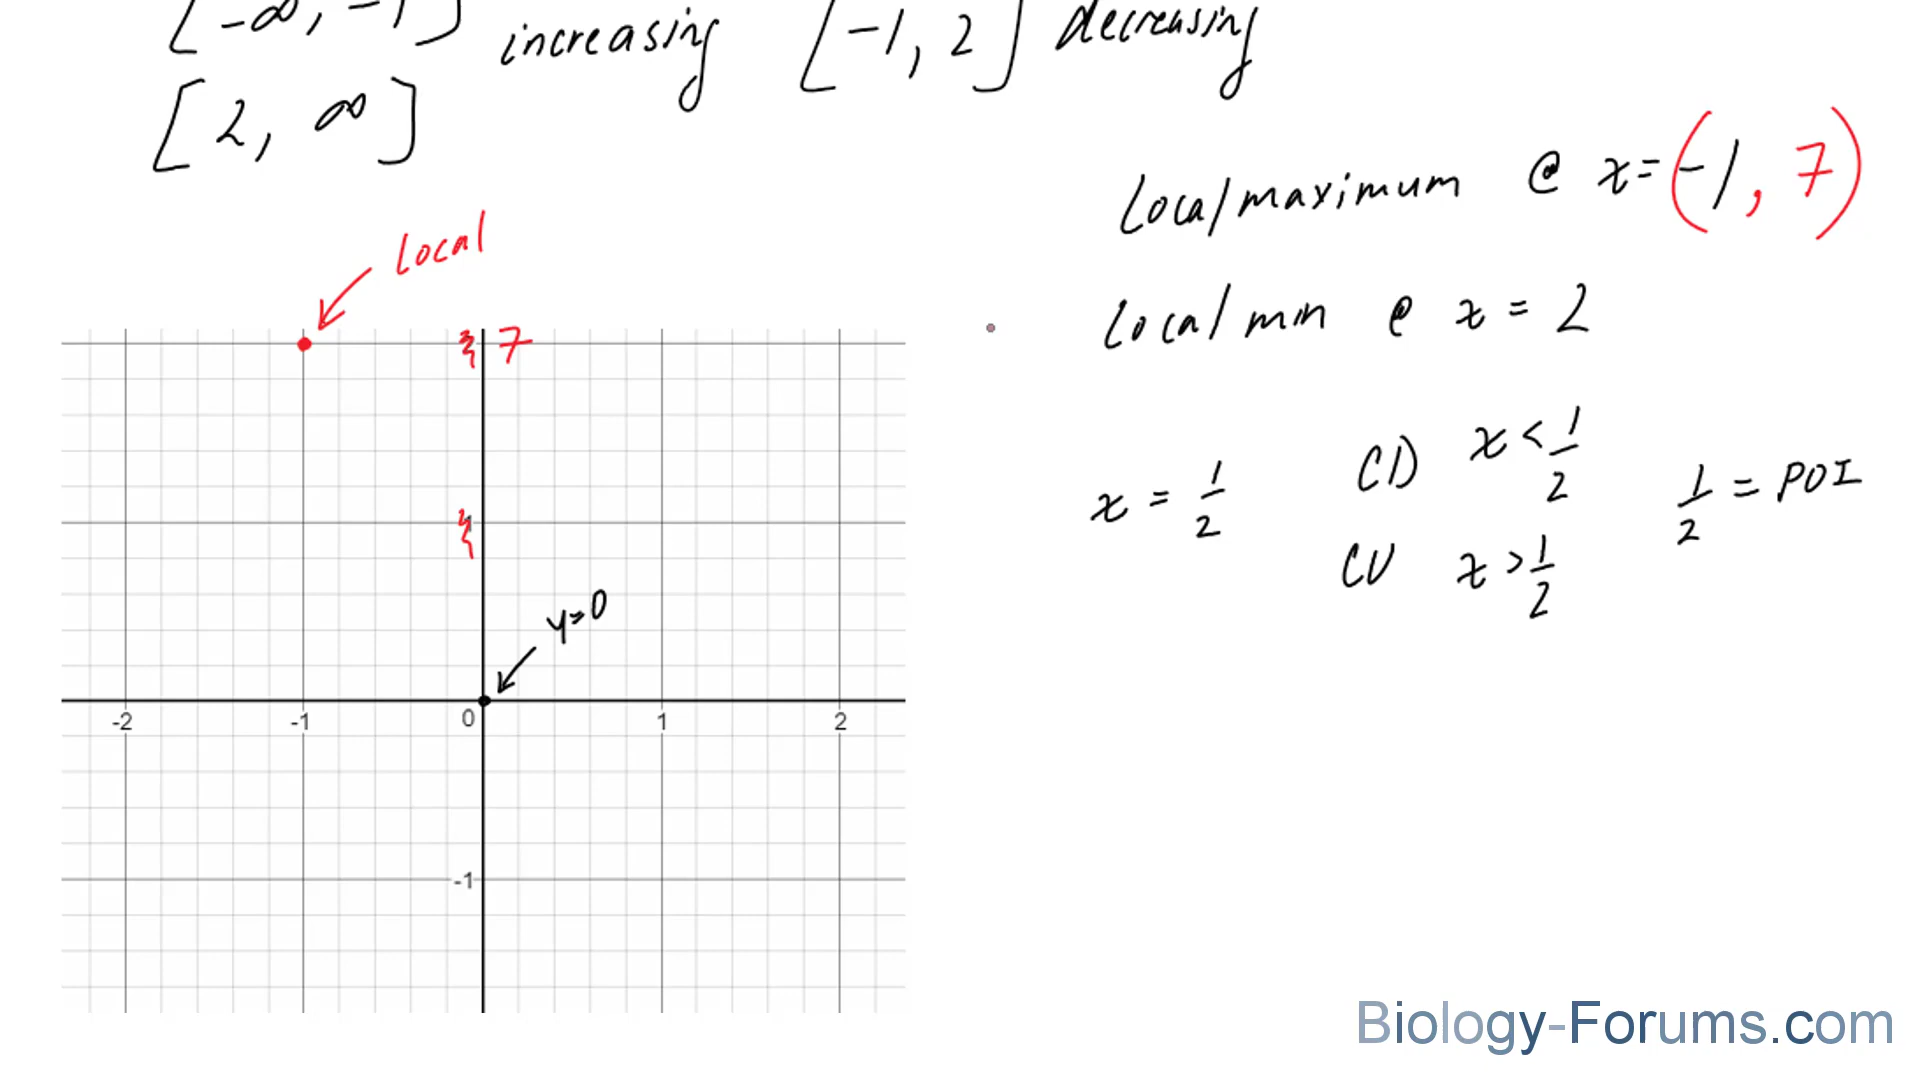 [-∞, -1] increasing [-1, 2] decreasing
[2, ∞]
Local maximum @ x = (-1, 7)
Local
Local min @ x = 2
7
x = 1/2
CD x < 1/2
1/2 = POI
CU x > 1/2
y=0
-2 -1 0 1 2
-1
Biology-Forums.com